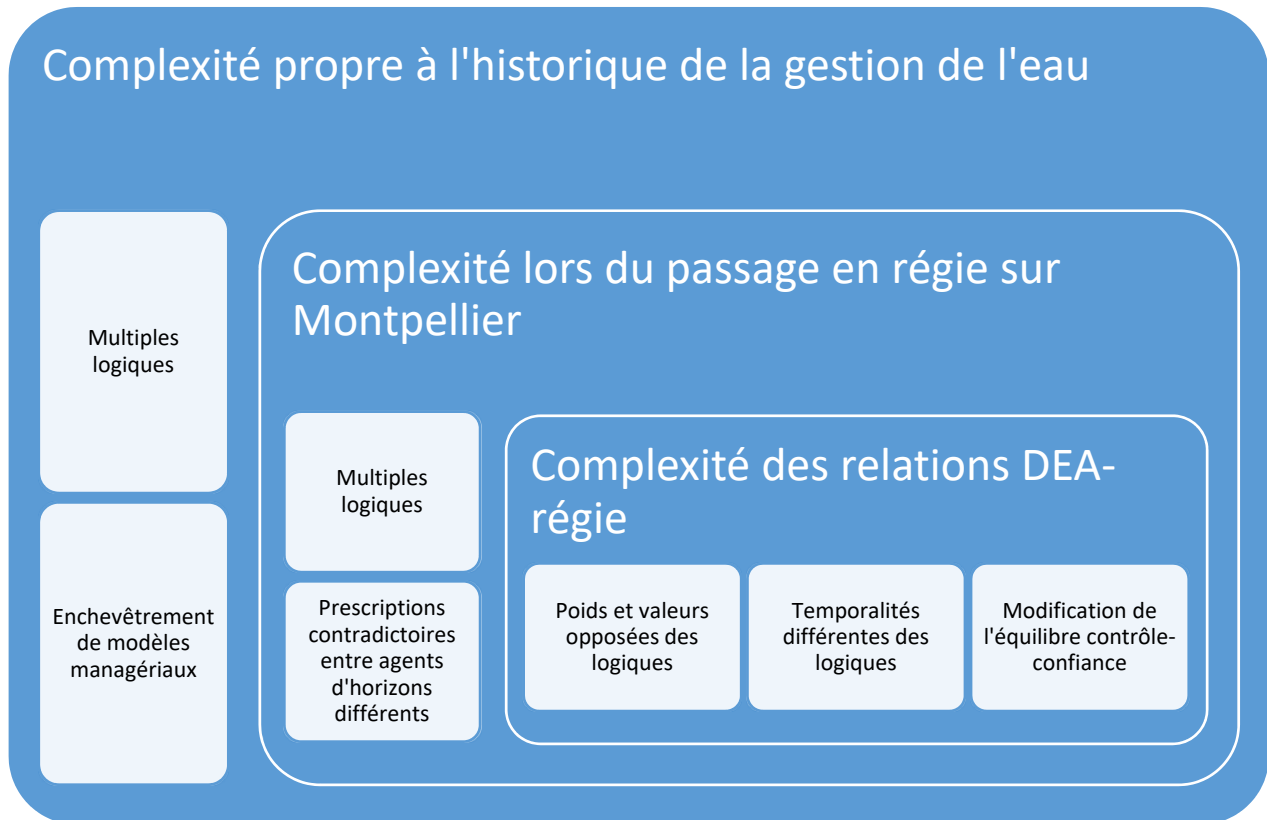 Complexité propre à l'historique de la gestion de l'eau
Multiples
logiques
Enchevêtrement
de modèles
managériaux
Complexité lors du passage en régie sur
Montpellier
Multiples
logiques
Prescriptions
contradictoires
entre agents
d'horizons
différents
Complexité des relations DEA-
régie
Poids et valeurs
opposées des
logiques
Temporalités
différentes des
logiques
Modification de
l'équilibre contrôle-
confiance